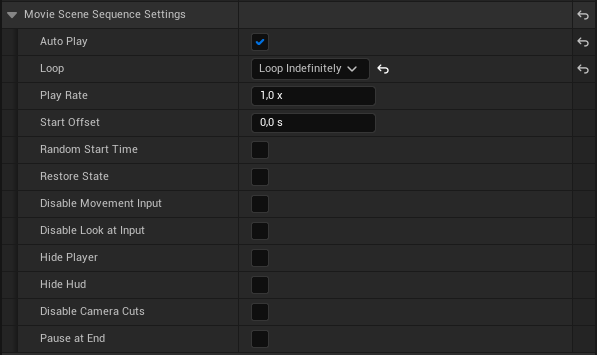 Movie Scene Sequence Settings
Auto Play
Loop Loop Indefinitely
Play Rate 1,0 x
Start Offset 0,0 s
Random Start Time
Restore State
Disable Movement Input
Disable Look at Input
Hide Player
Hide Hud
Disable Camera Cuts
Pause at End